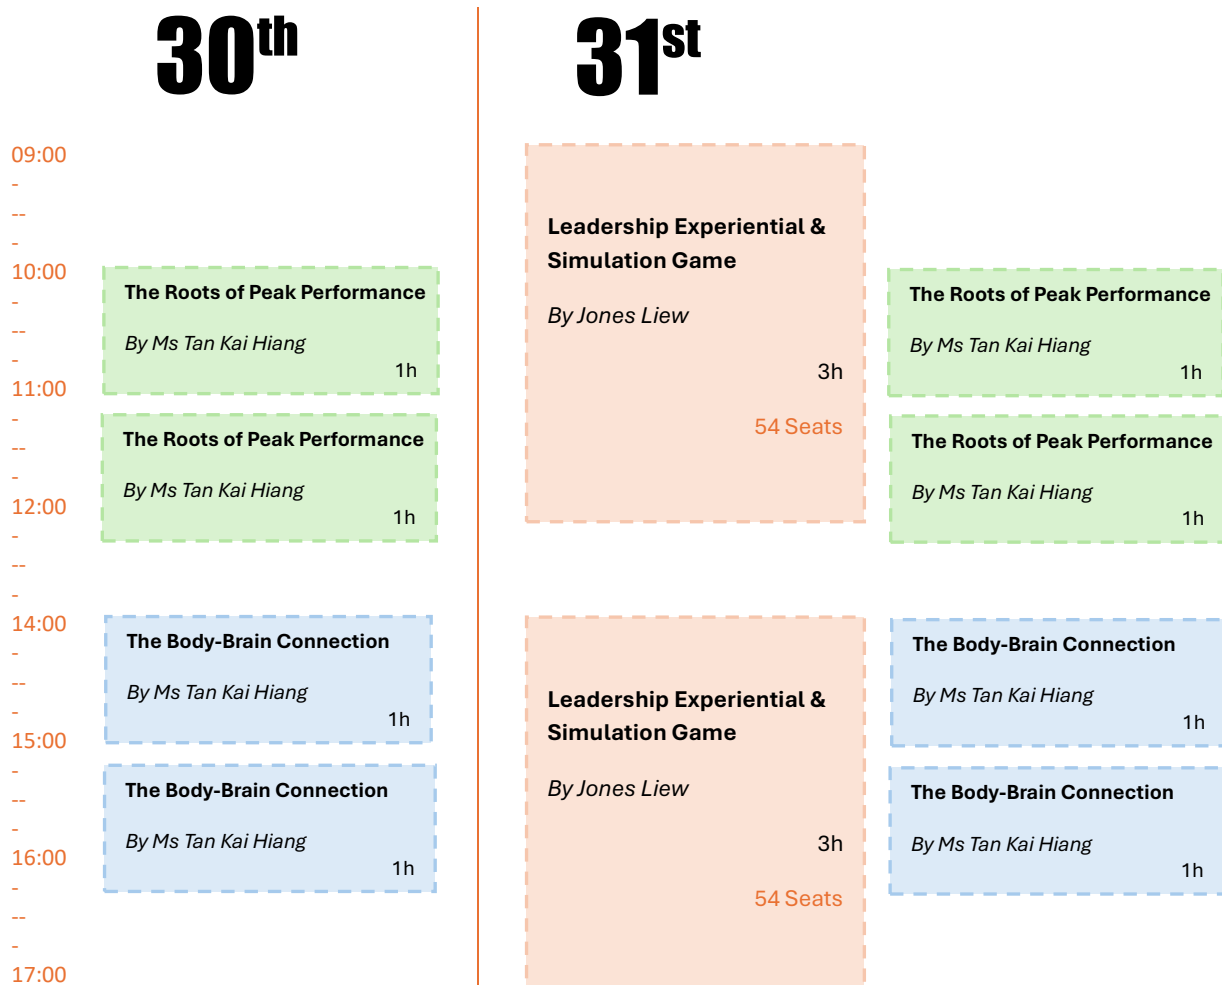 30th
31st
09:00
-
--
-
10:00
-
--
-
11:00
-
--
-
12:00
-
--
-
14:00
-
--
-
15:00
-
--
-
16:00
-
--
-
17:00
The Roots of Peak Performance
By Ms Tan Kai Hiang
1h
The Roots of Peak Performance
By Ms Tan Kai Hiang
1h
The Body-Brain Connection
By Ms Tan Kai Hiang
1h
The Body-Brain Connection
By Ms Tan Kai Hiang
1h
Leadership Experiential &
Simulation Game
By Jones Liew
3h
54 Seats
Leadership Experiential &
Simulation Game
By Jones Liew
3h
54 Seats
The Roots of Peak Performance
By Ms Tan Kai Hiang
1h
The Roots of Peak Performance
By Ms Tan Kai Hiang
1h
The Body-Brain Connection
By Ms Tan Kai Hiang
1h
The Body-Brain Connection
By Ms Tan Kai Hiang
1h